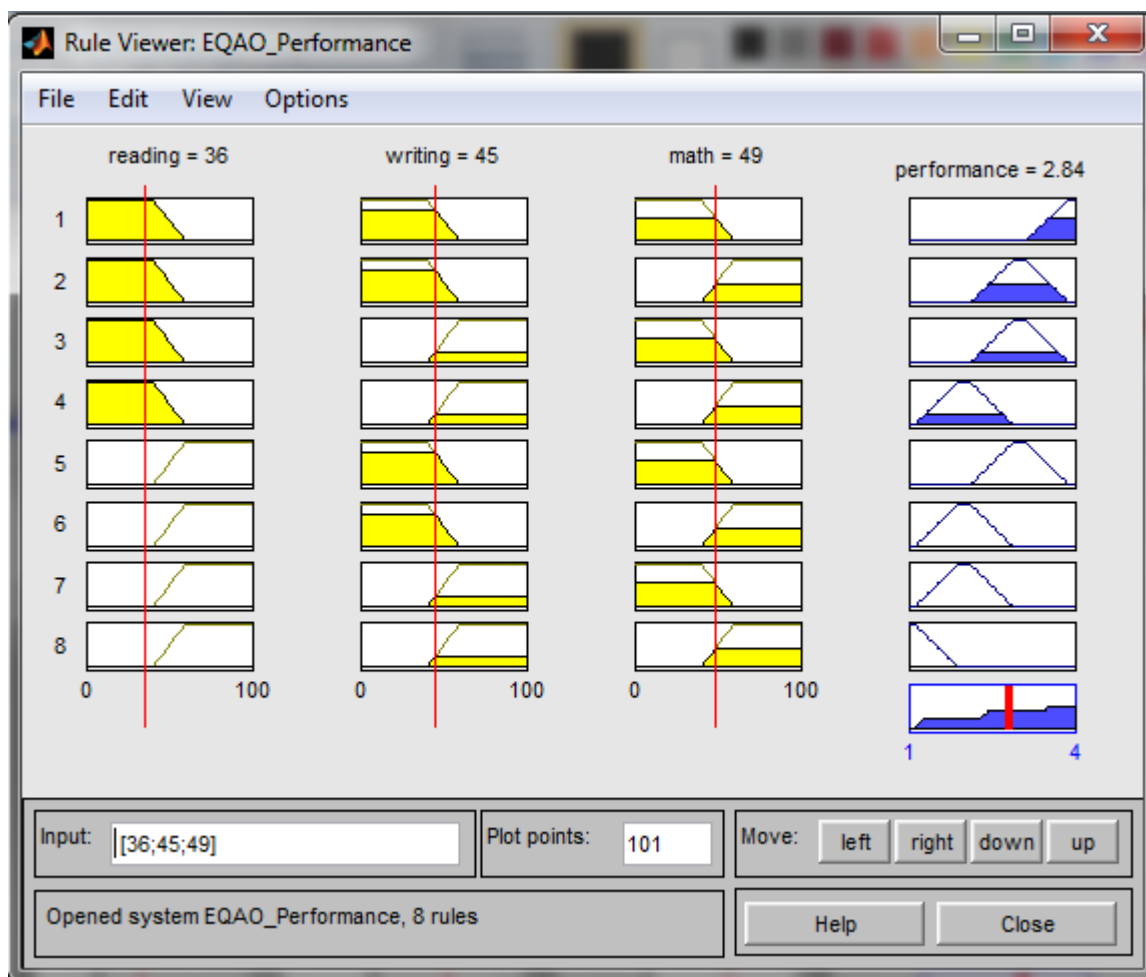 Rule Viewer: EQAO_Performance
File Edit View Options
reading = 36 writing = 45 math = 49 performance = 2.84
1
2
3
4
5
6
7
8
0 100 0 100 0 100
1 4
Input: [36;45;49] Plot points: 101 Move: left right down up
Opened system EQAO_Performance, 8 rules Help Close